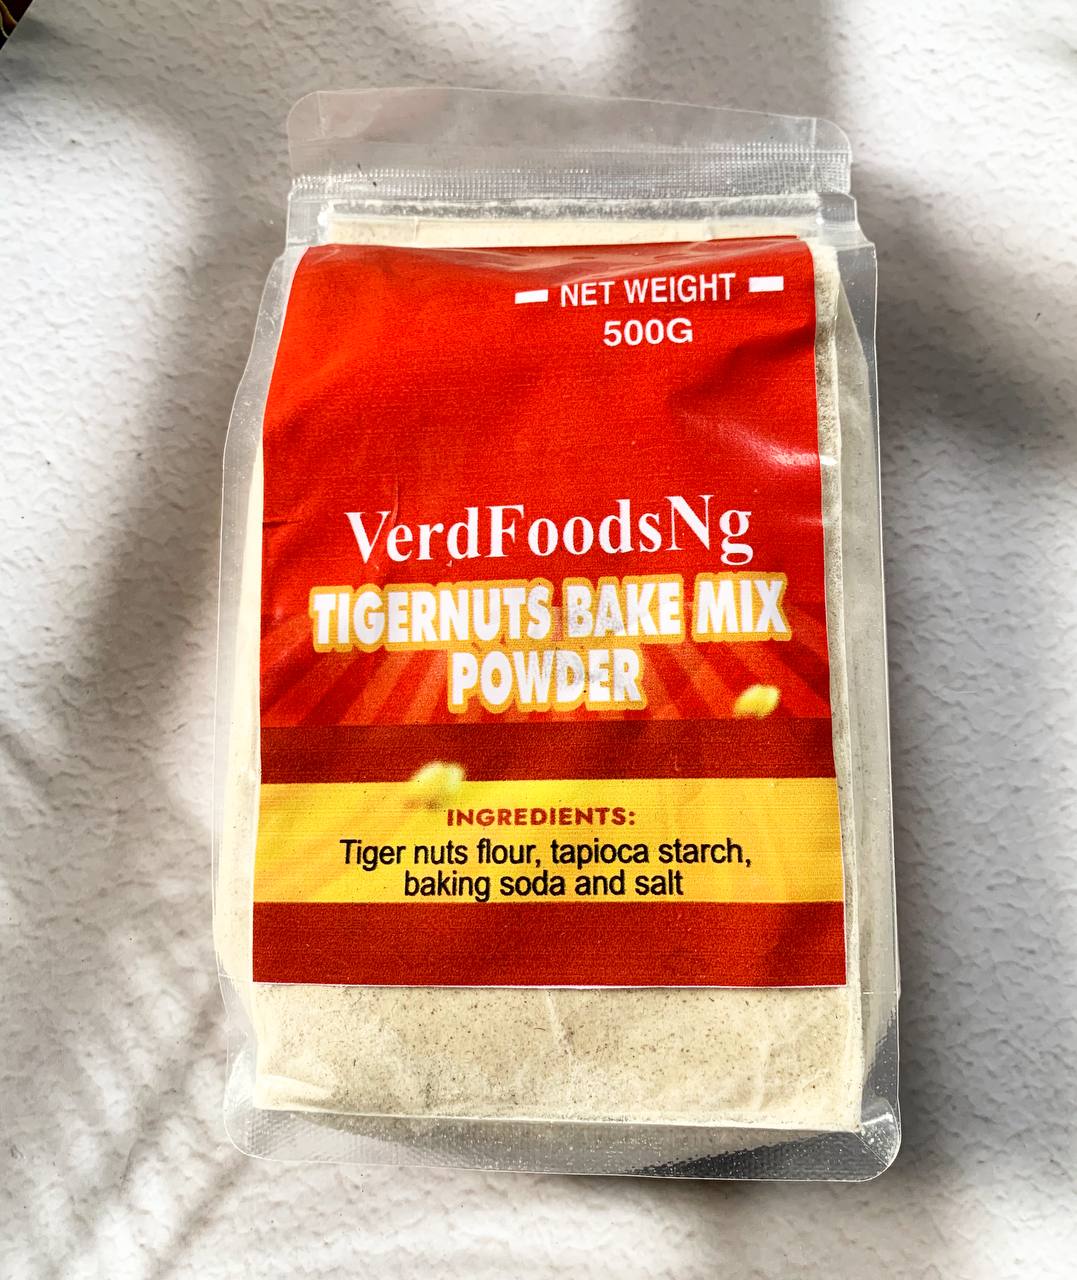 NET WEIGHT
500G
VerdFoodsNg
TIGERNUTS BAKE MIX
POWDER
INGREDIENTS:
Tiger nuts flour, tapioca starch,
baking soda and salt